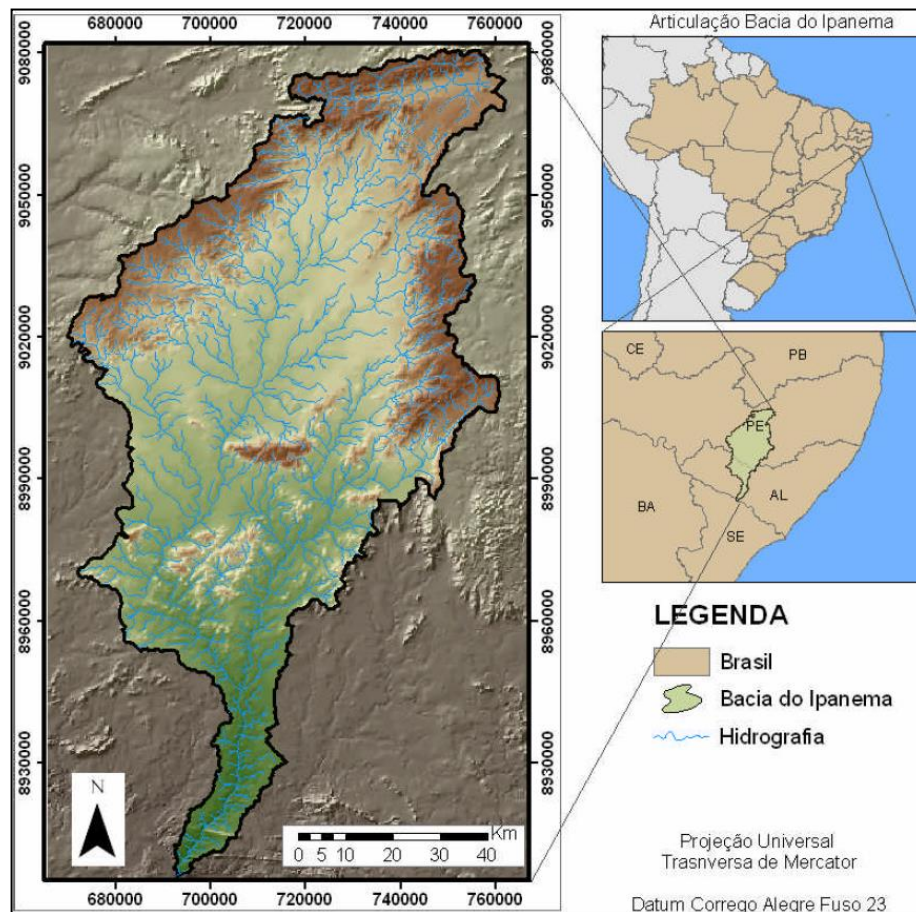 680000 700000 720000 740000 760000
Articulação Bacia do Ipanema
9080000
9050000
9020000
8990000
8960000
8930000
9080000
9050000
9020000
8990000
8960000
8930000
CE
PB
PE
BA
AL
SE
LEGENDA
Brasil
Bacia do Ipanema
Hidrografia
N
Km
0 5 10 20 30 40
680000 700000 720000 740000 760000
Projeção Universal
Trasnversa de Mercator
Datum Corrego Alegre Fuso 23